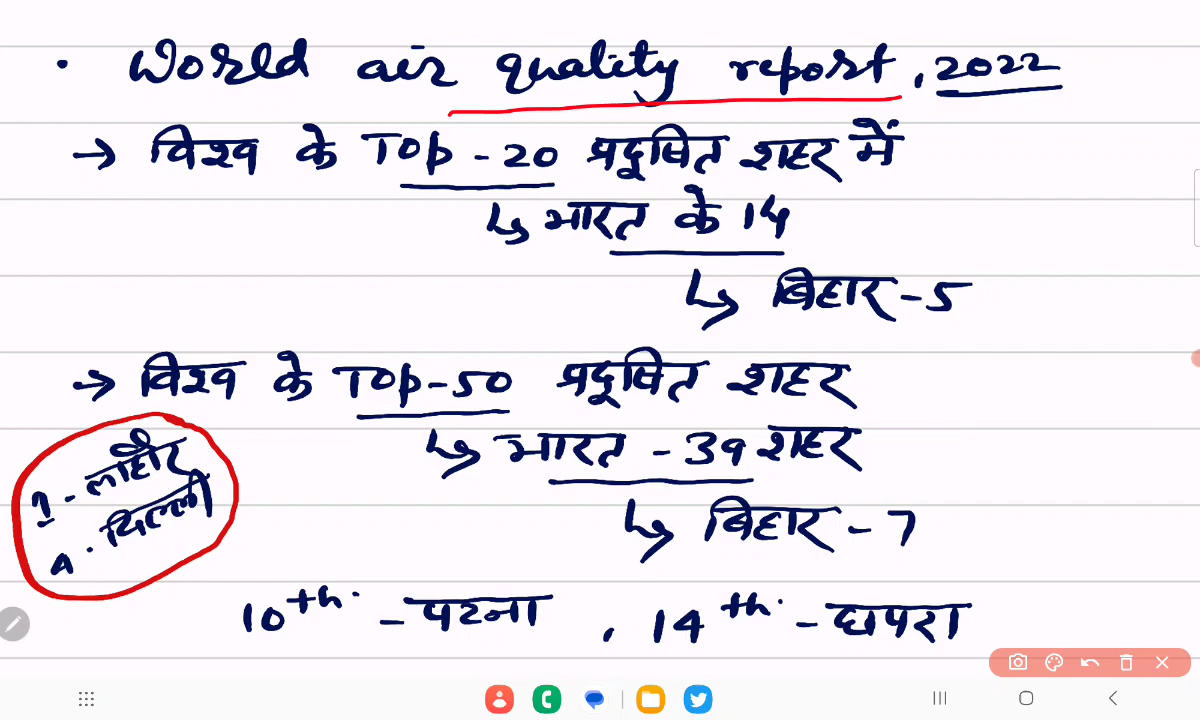 • World air quality report, 2022
→ विश्व के Top-20 प्रदूषित शहर में
↳ भारत के 14
↳ बिहार-5
→ विश्व के Top-50 प्रदूषित शहर
↳ भारत - 39 शहर
↳ बिहार - 7
1 - लाहौर
4. दिल्ली
10th. - पटना , 14th. - छपरा